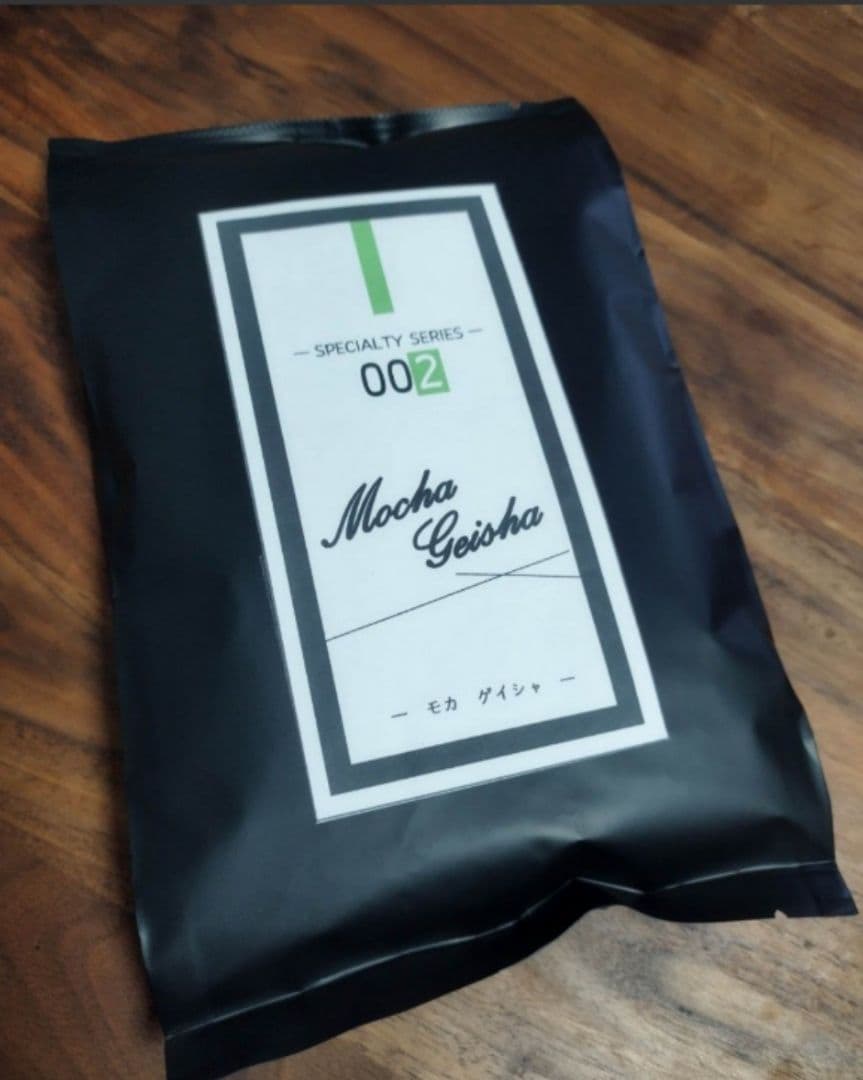 — SPECIALTY SERIES —
002
Mocha
Geisha
— モカ ゲイシャ —